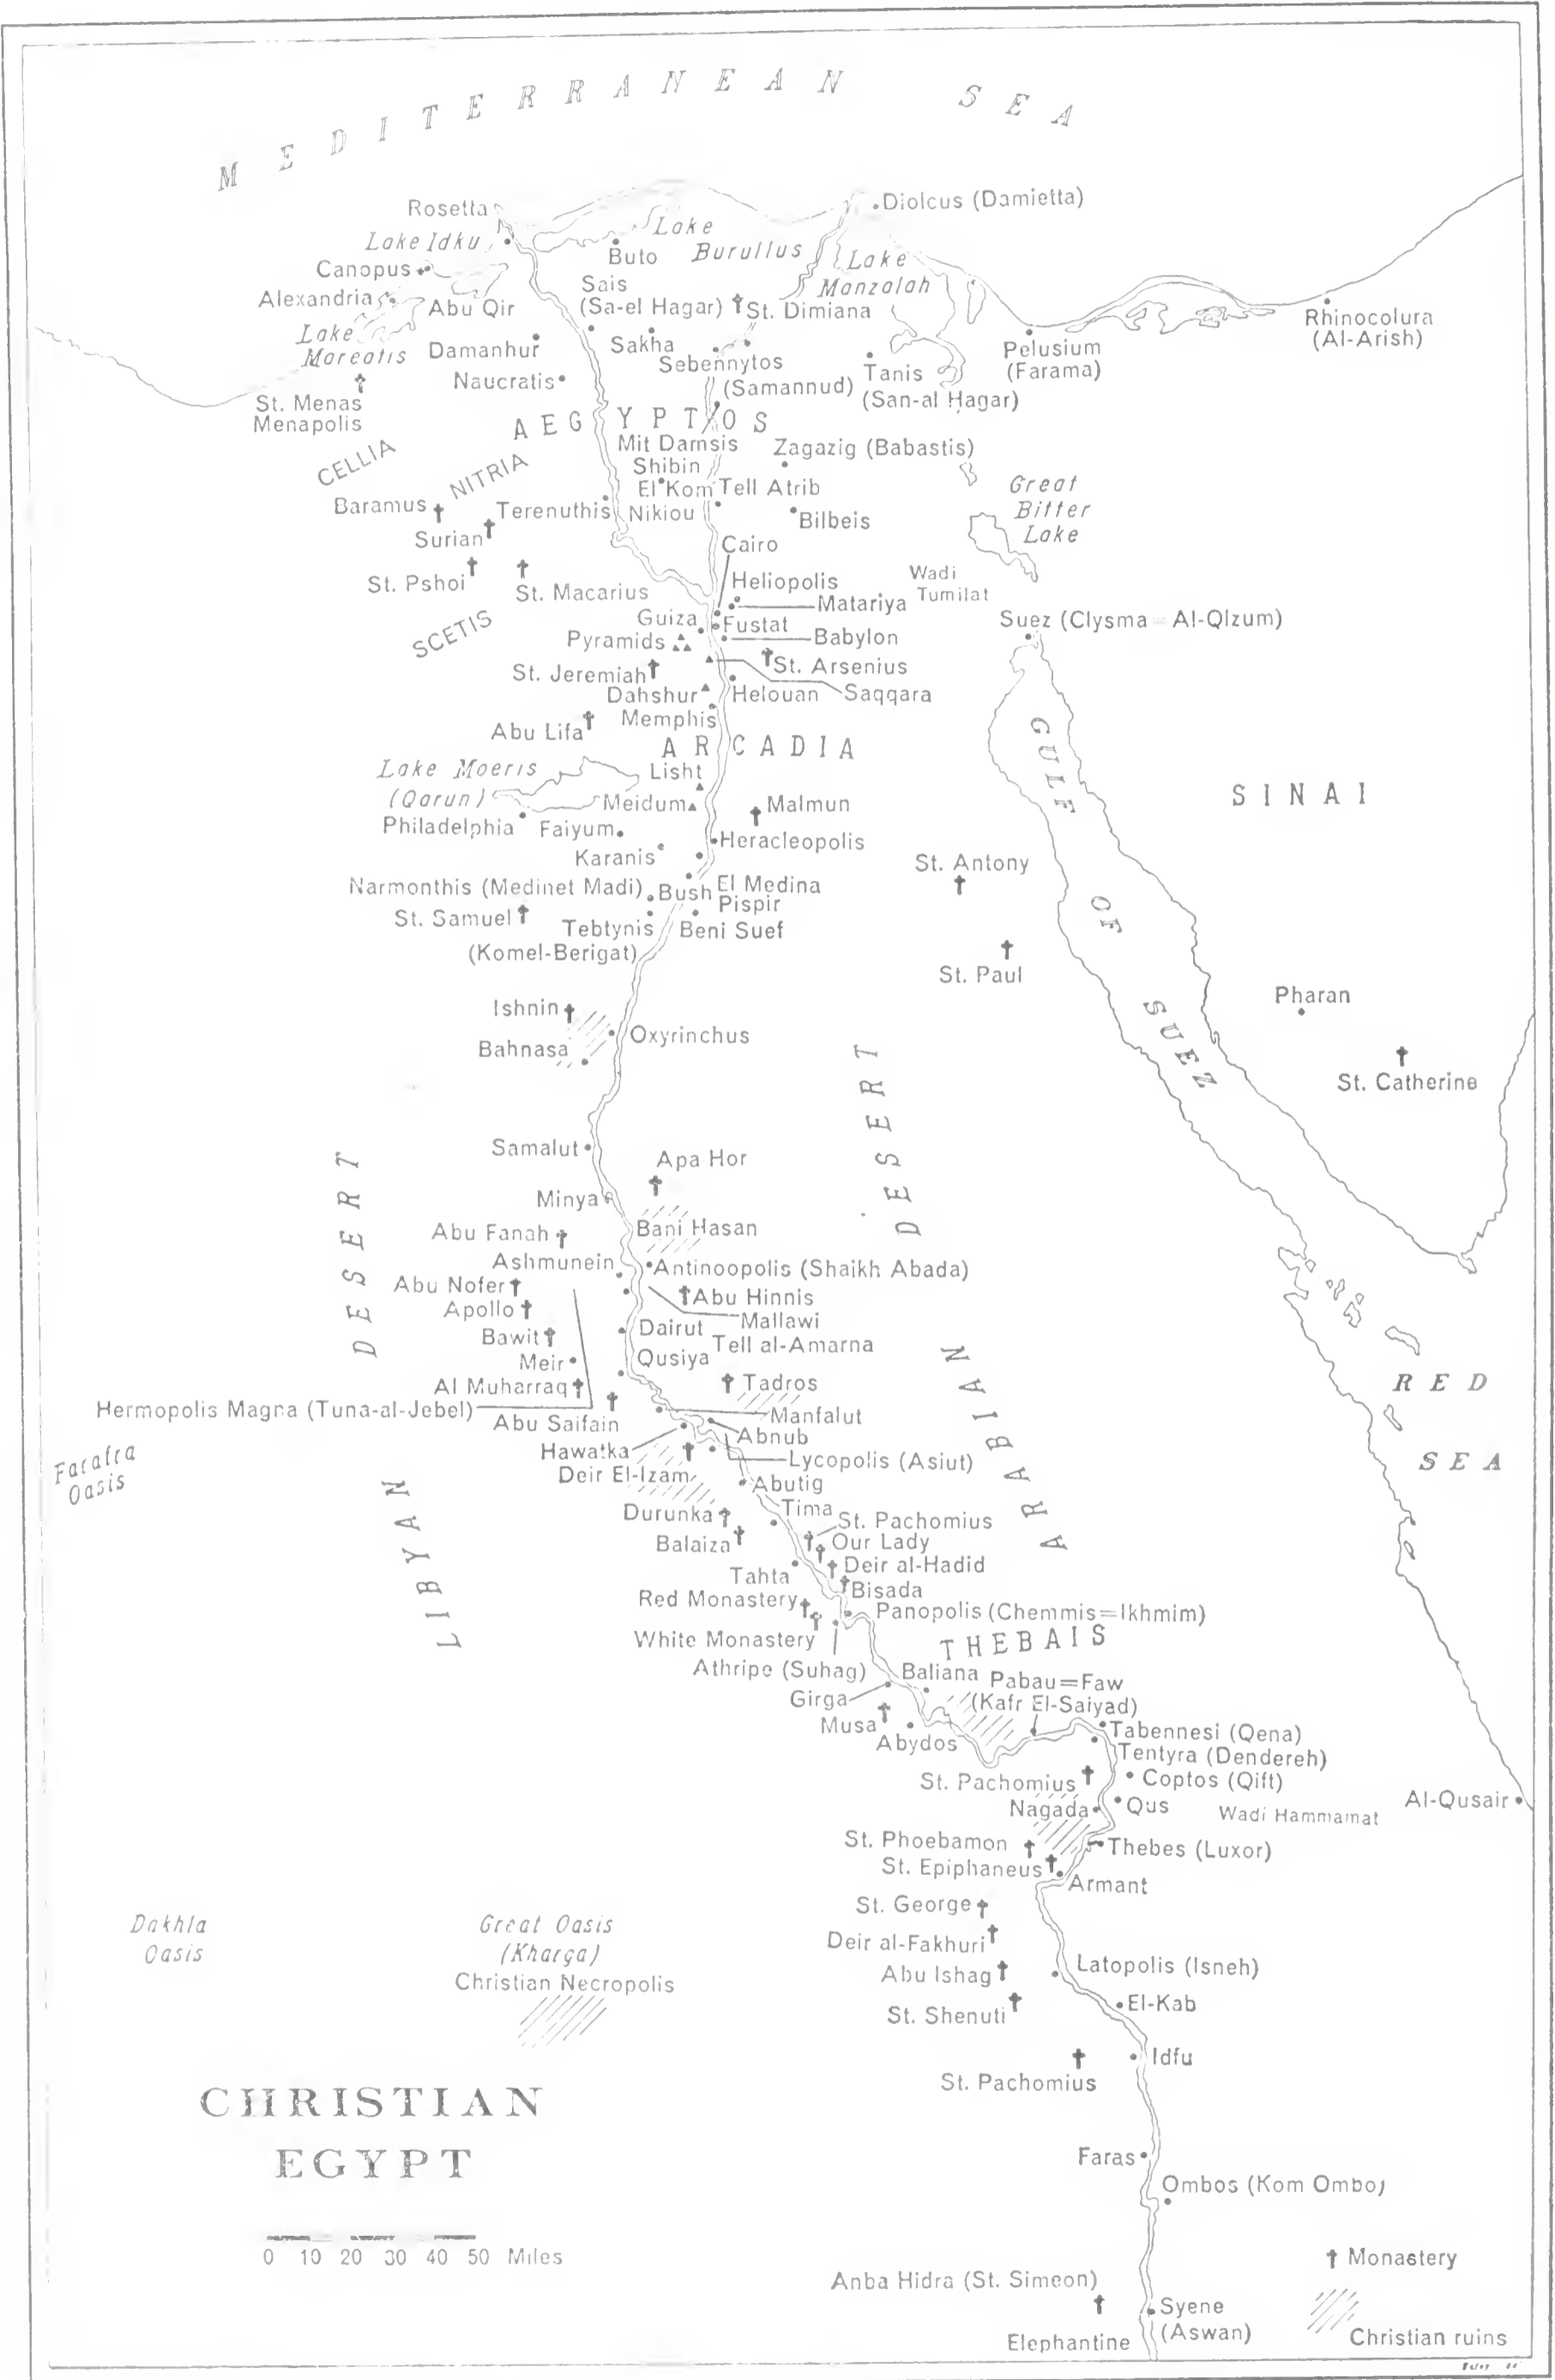 MEDITERRANEAN SEA
Rosetta
Diolcus (Damietta)
Lake Idku
Lake
Burullus
Buto
Lake
Manzalah
Canopus
Alexandria
Abu Qir
Sais
(Sa-el Hagar)
St. Dimiana
Rhinocolura
(Al-Arish)
Lake
Mareotis
Damanhur
Sakha
Sebennytos
(Samannud)
Tanis
(San-al Hagar)
Pelusium
(Farama)
Naucratis
St. Menas
Menapolis
AEGYPTOS
CELLIA
NITRIA
Mit Damsis
Zagazig (Babastis)
Shibin
El Kom
Tell Atrib
Great
Bitter
Lake
Baramus
Terenuthis
Nikiou
Bilbeis
Surian
Cairo
St. Pshoi
St. Macarius
Heliopolis
Wadi
Tumilat
Matariya
SCETIS
Guiza
Fustat
Suez (Clysma = Al-Qlzum)
Pyramids
Babylon
St. Jeremiah
St. Arsenius
Dahshur
Helouan
Saqqara
Memphis
Abu Lifa
ARCADIA
GULF OF SUEZ
SINAI
Lake Moeris
(Qarun)
Lisht
Meidum
Malmun
Philadelphia
Faiyum
Heracleopolis
Karanis
St. Antony
Narmonthis (Medinet Madi)
Bush
El Medina
Pispir
St. Samuel
Tebtynis
(Komel-Berigat)
Beni Suef
St. Paul
Pharan
Ishnin
Oxyrinchus
Bahnasa
St. Catherine
Samalut
Apa Hor
Minya
Abu Fanah
Bani Hasan
Ashmunein
Antinoopolis (Shaikh Abada)
Abu Nofer
Abu Hinnis
Apollo
Mallawi
Bawit
Dairut
Tell al-Amarna
Meir
Qusiya
Al Muharraq
Tadros
Hermopolis Magna (Tuna-al-Jebel)
Abu Saifain
Manfalut
Abnub
Hawatka
Lycopolis (Asiut)
Deir El-Izam
Abutig
LIBYAN DESERT
ARABIAN DESERT
RED
SEA
Farafra
Oasis
Durunka
Tima
St. Pachomius
Balaiza
Our Lady
Deir al-Hadid
Tahta
Bisada
Red Monastery
Panopolis (Chemmis=Ikhmim)
White Monastery
THEBAIS
Athripe (Suhag)
Baliana
Pabau=Faw
(Kafr El-Saiyad)
Girga
Musa
Abydos
Tabennesi (Qena)
Tentyra (Dendereh)
St. Pachomius
Coptos (Qift)
Nagada
Qus
Wadi Hammamat
Al-Qusair
St. Phoebamon
Thebes (Luxor)
St. Epiphaneus
Armant
St. George
Deir al-Fakhuri
Abu Ishag
Latopolis (Isneh)
St. Shenuti
El-Kab
Dakhla
Oasis
Great Oasis
(Kharga)
Christian Necropolis
Idfu
St. Pachomius
Faras
Ombos (Kom Ombo)
CHRISTIAN
EGYPT
0 10 20 30 40 50 Miles
Anba Hidra (St. Simeon)
Syene
(Aswan)
Elephantine
Monastery
Christian ruins